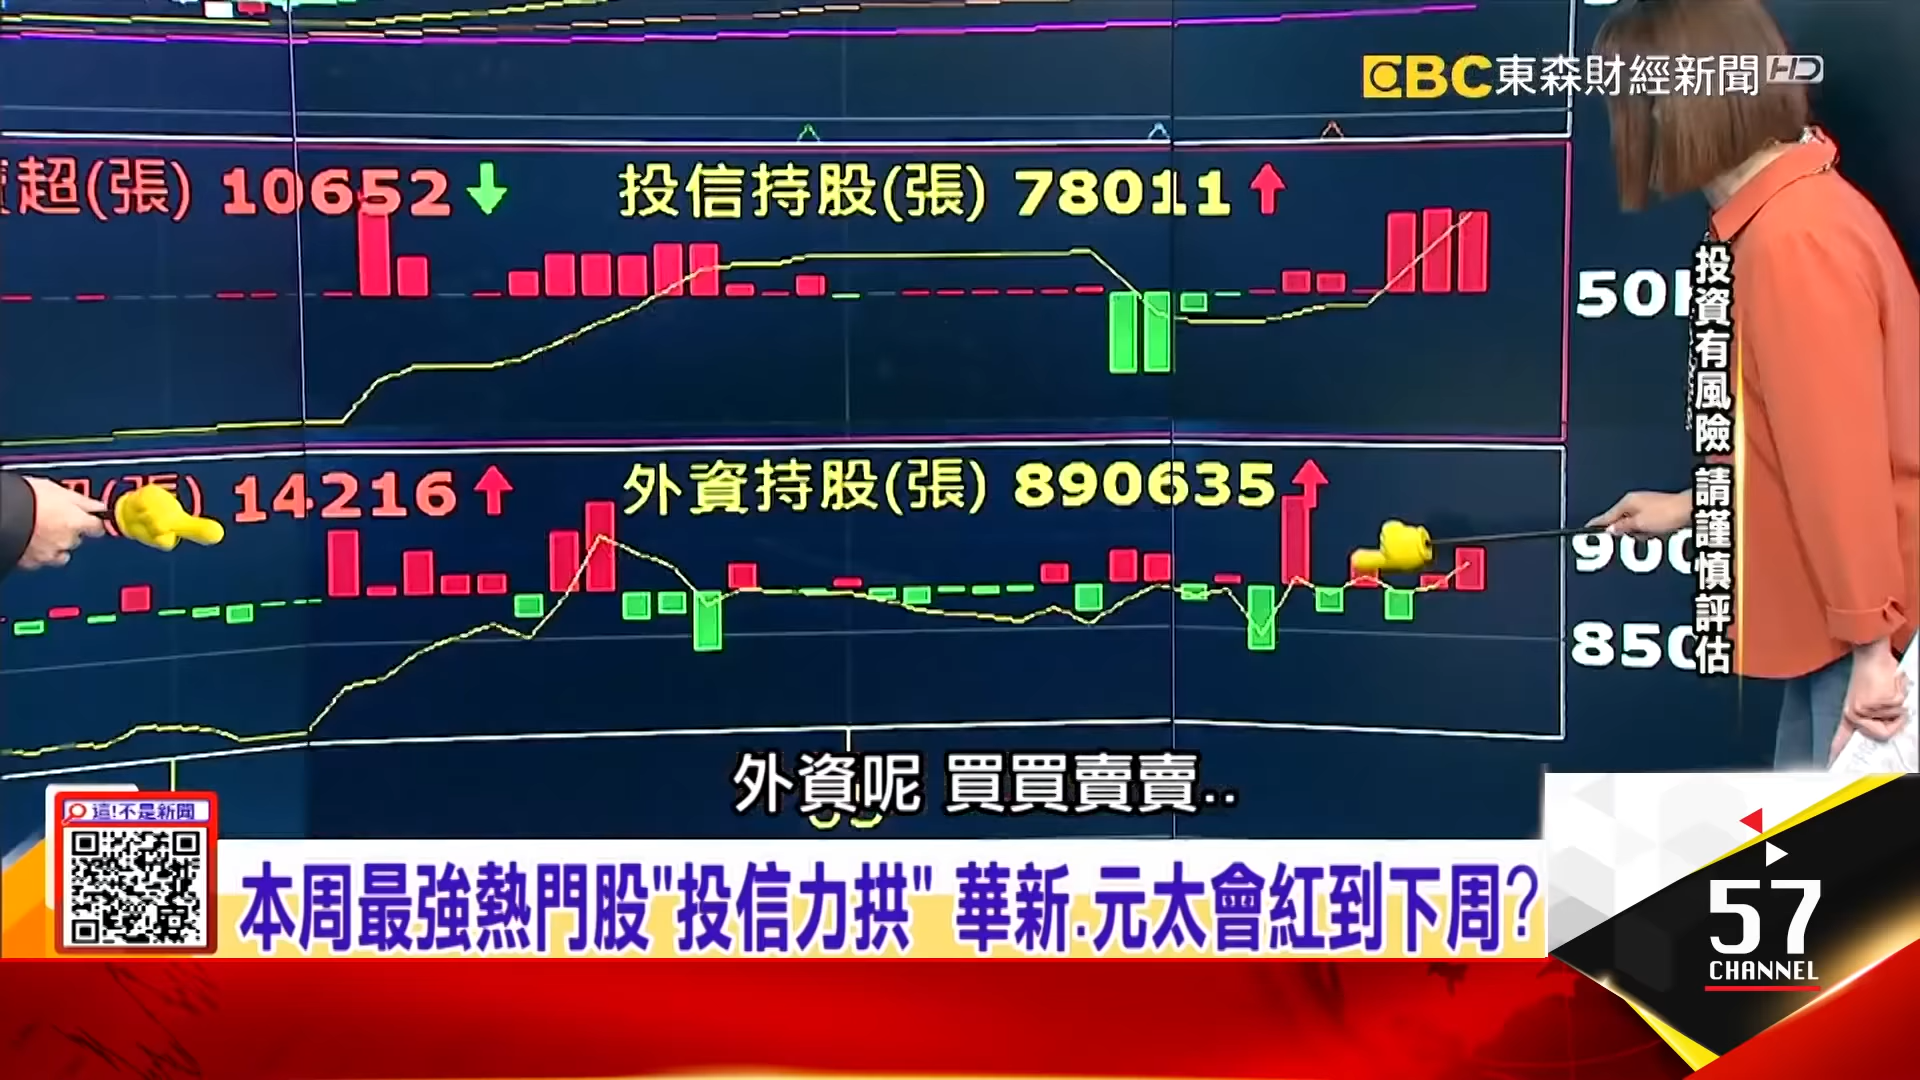 EBC東森財經新聞HD
超(張) 10652
投信持股(張) 78011
50
(張) 14216
外資持股(張) 890635
900
850
投資有風險 請謹慎評估
外資呢 買買賣賣..
這!不是新聞
本周最強熱門股"投信力拱" 華新.元太會紅到下周?
57
CHANNEL